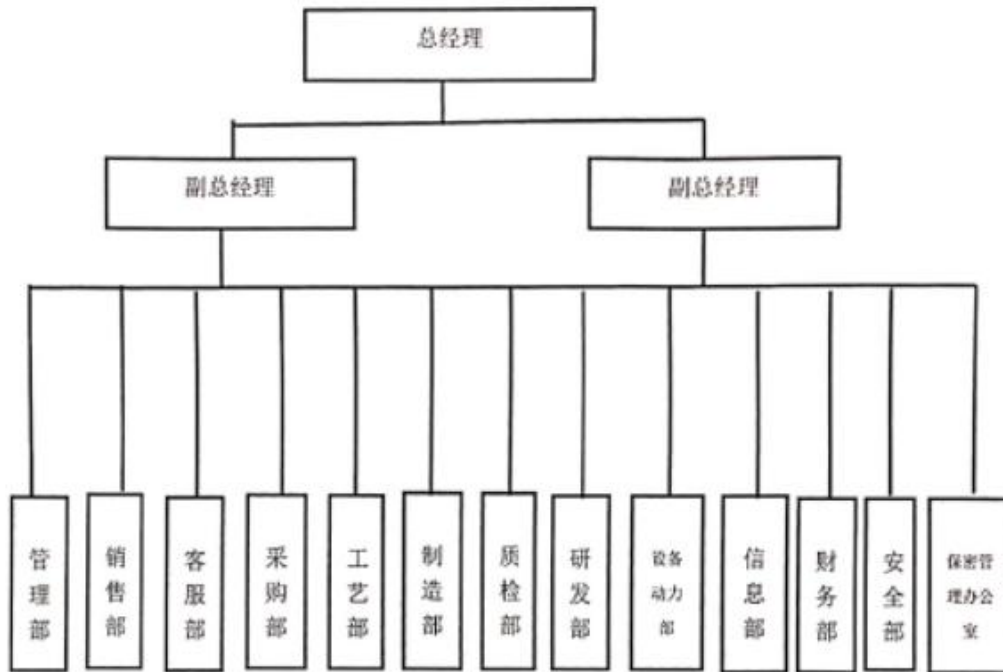 总经理
副总经理
副总经理
管理部
销售部
客服部
采购部
工艺部
制造部
质检部
研发部
设备
动力
部
信息部
财务部
安全部
保密管
理办公
室